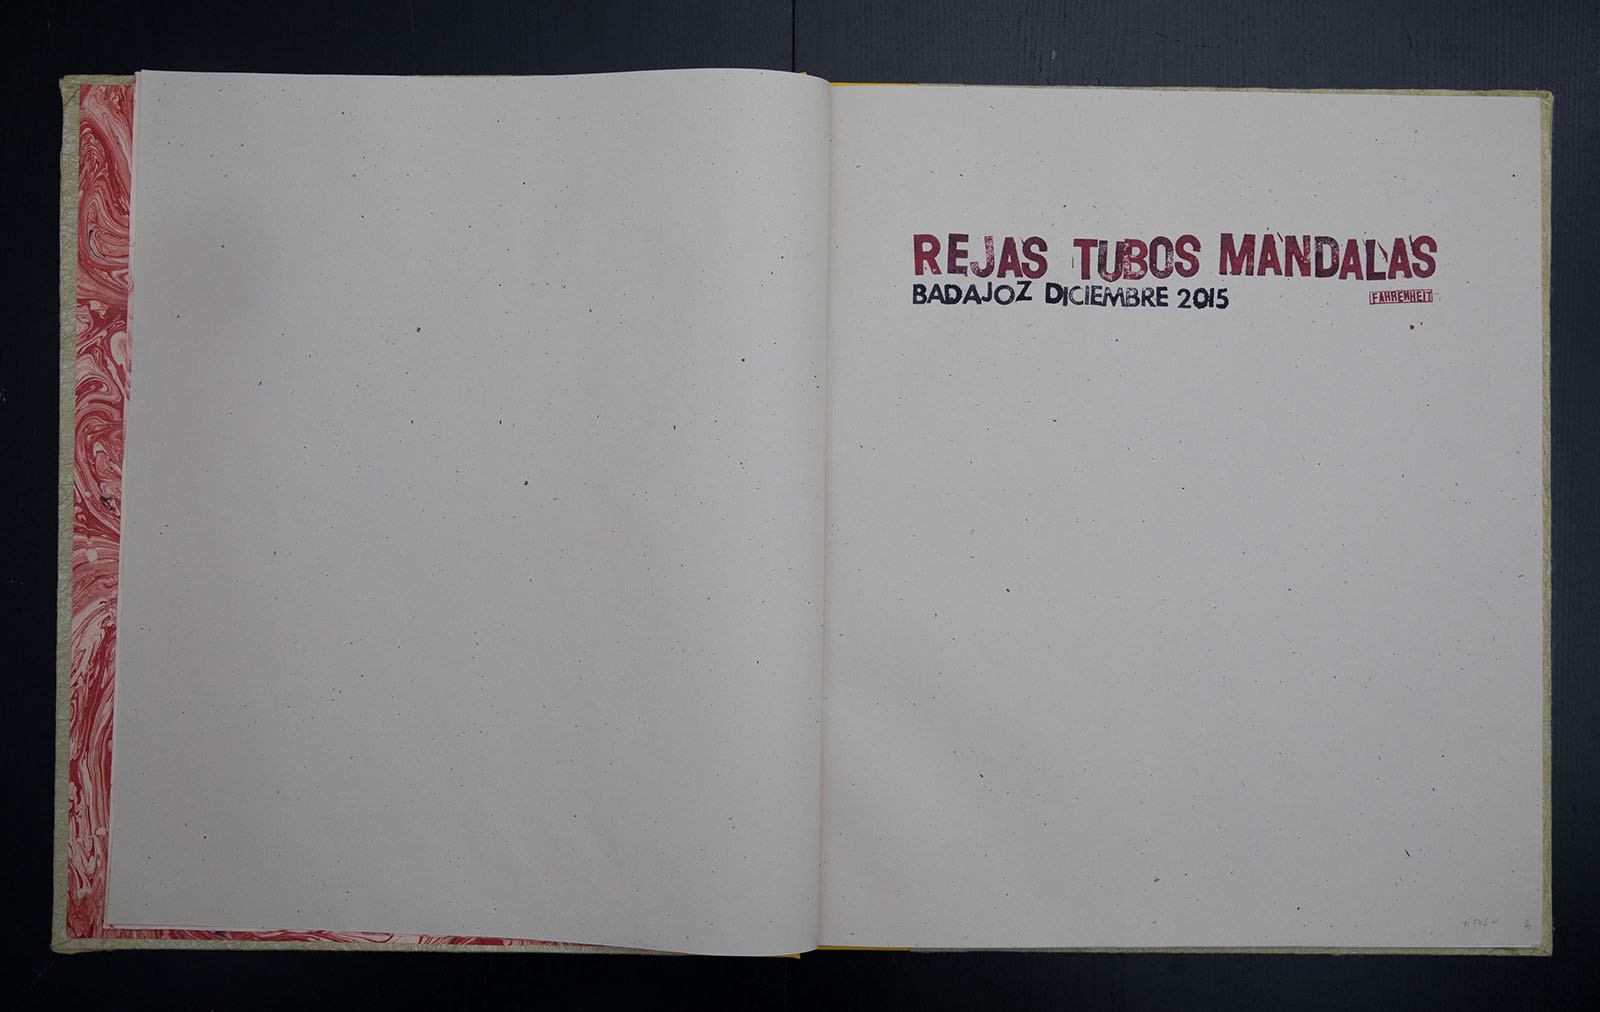 REJAS TUBOS MANDALAS
BADAJOZ DICIEMBRE 2015
FAHRENHEIT